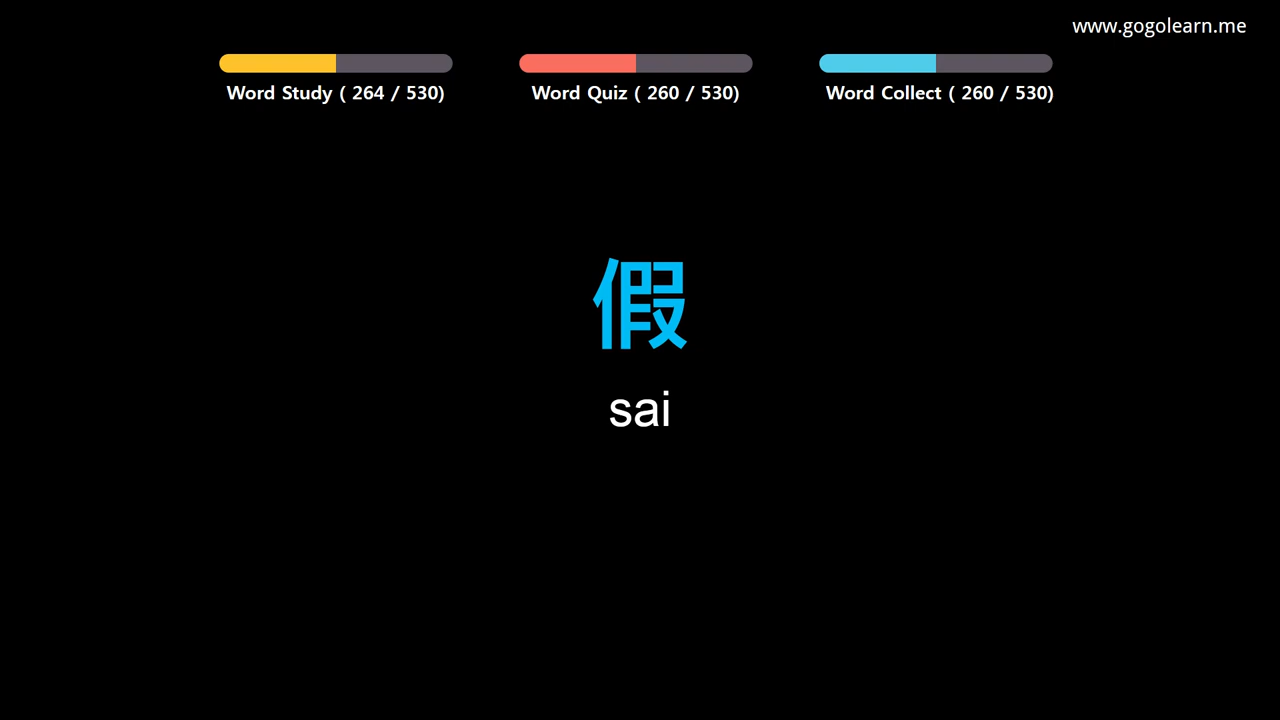 www.gogolearn.me
Word Study ( 264 / 530)
Word Quiz ( 260 / 530)
Word Collect ( 260 / 530)
假
sai